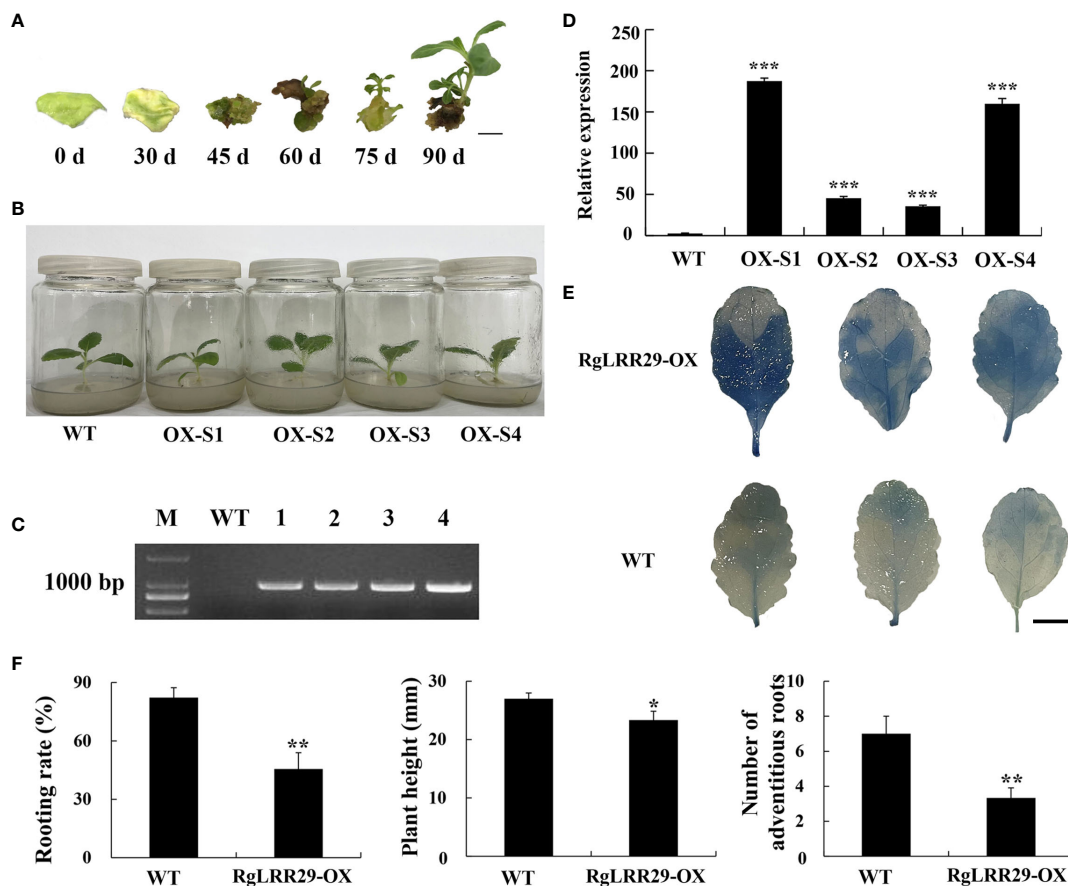 A
0 d 30 d 45 d 60 d 75 d 90 d
B
WT OX-S1 OX-S2 OX-S3 OX-S4
C
M WT 1 2 3 4
1000 bp
D
Relative expression
250
200
150
100
50
0
***
***
***
***
WT OX-S1 OX-S2 OX-S3 OX-S4
E
RgLRR29-OX
WT
F
Rooting rate (%)
90
60
30
0
**
WT RgLRR29-OX
Plant height (mm)
30
20
10
0
*
WT RgLRR29-OX
Number of
adventitious roots
10
8
6
4
2
0
**
WT RgLRR29-OX